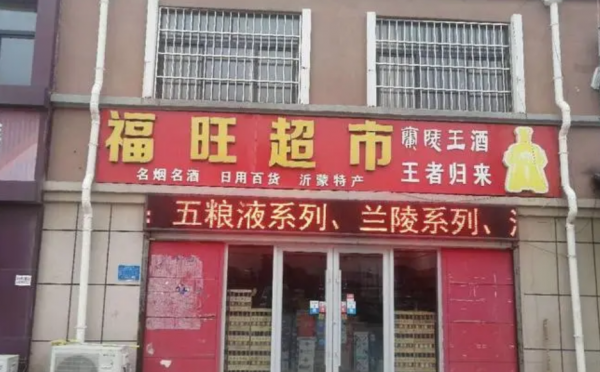 福旺超市
蘭陵王酒
王者归来
名烟名酒 日用百货 沂蒙特产
：五粮液系列、兰陵系列、